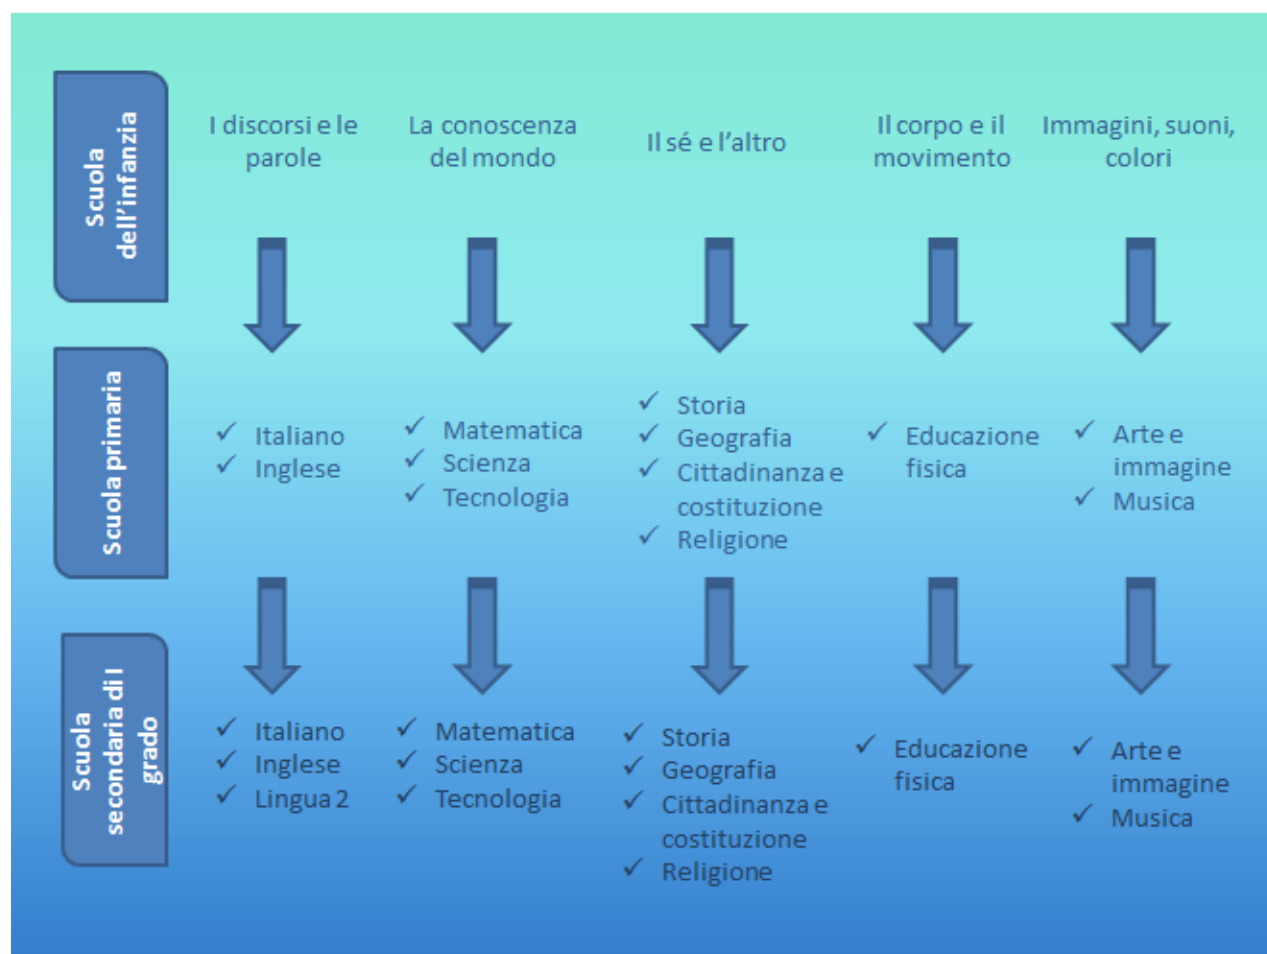 Scuola
dell'infanzia
I discorsi e le
parole
La conoscenza
del mondo
Il sé e l'altro
Il corpo e il
movimento
Immagini, suoni,
colori
Scuola primaria
✓ Italiano
✓ Inglese
✓ Matematica
✓ Scienza
✓ Tecnologia
✓ Storia
✓ Geografia
✓ Cittadinanza e
costituzione
✓ Religione
✓ Educazione
fisica
✓ Arte e
immagine
✓ Musica
Scuola
secondaria di I
grado
✓ Italiano
✓ Inglese
✓ Lingua 2
✓ Matematica
✓ Scienza
✓ Tecnologia
✓ Storia
✓ Geografia
✓ Cittadinanza e
costituzione
✓ Religione
✓ Educazione
fisica
✓ Arte e
immagine
✓ Musica